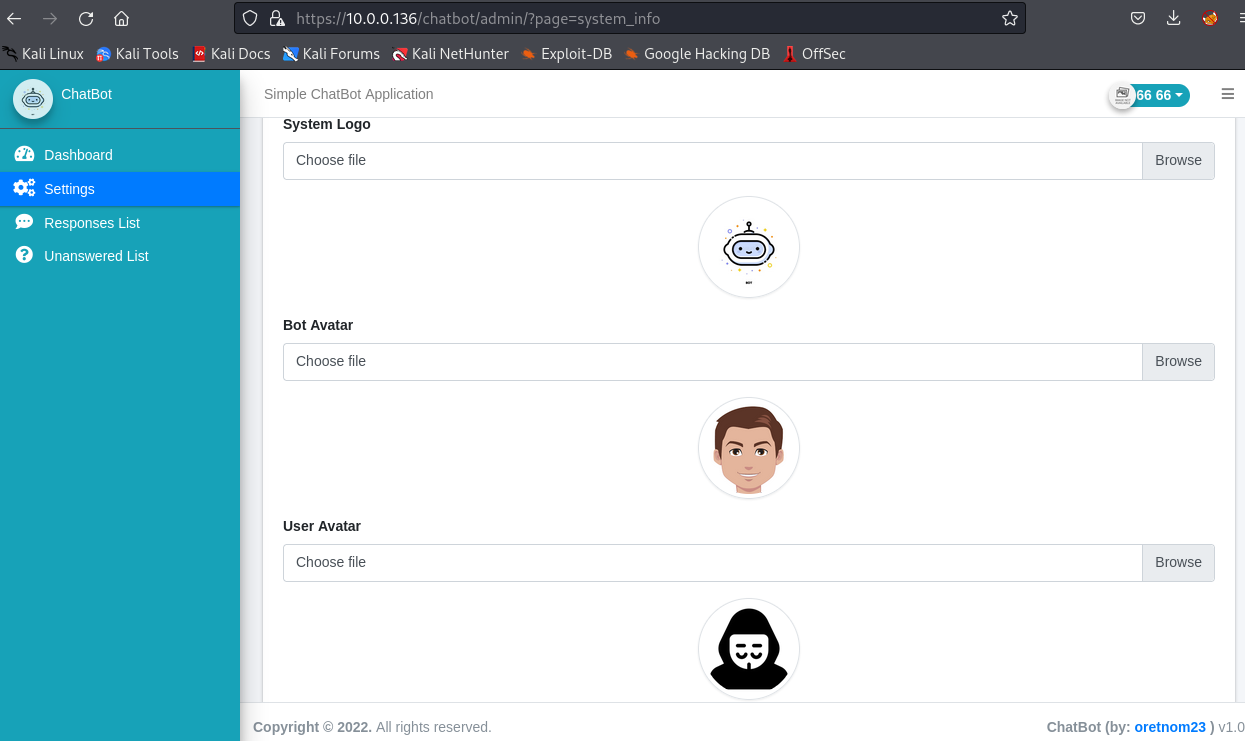 https://10.0.0.136/chatbot/admin/?page=system_info
Kali Linux Kali Tools Kali Docs Kali Forums Kali NetHunter Exploit-DB Google Hacking DB OffSec
ChatBot
Simple ChatBot Application
66 66
Dashboard
Settings
Responses List
Unanswered List
System Logo
Choose file Browse
BOT
Bot Avatar
Choose file Browse
User Avatar
Choose file Browse
Copyright © 2022. All rights reserved.
ChatBot (by: oretnom23 ) v1.0